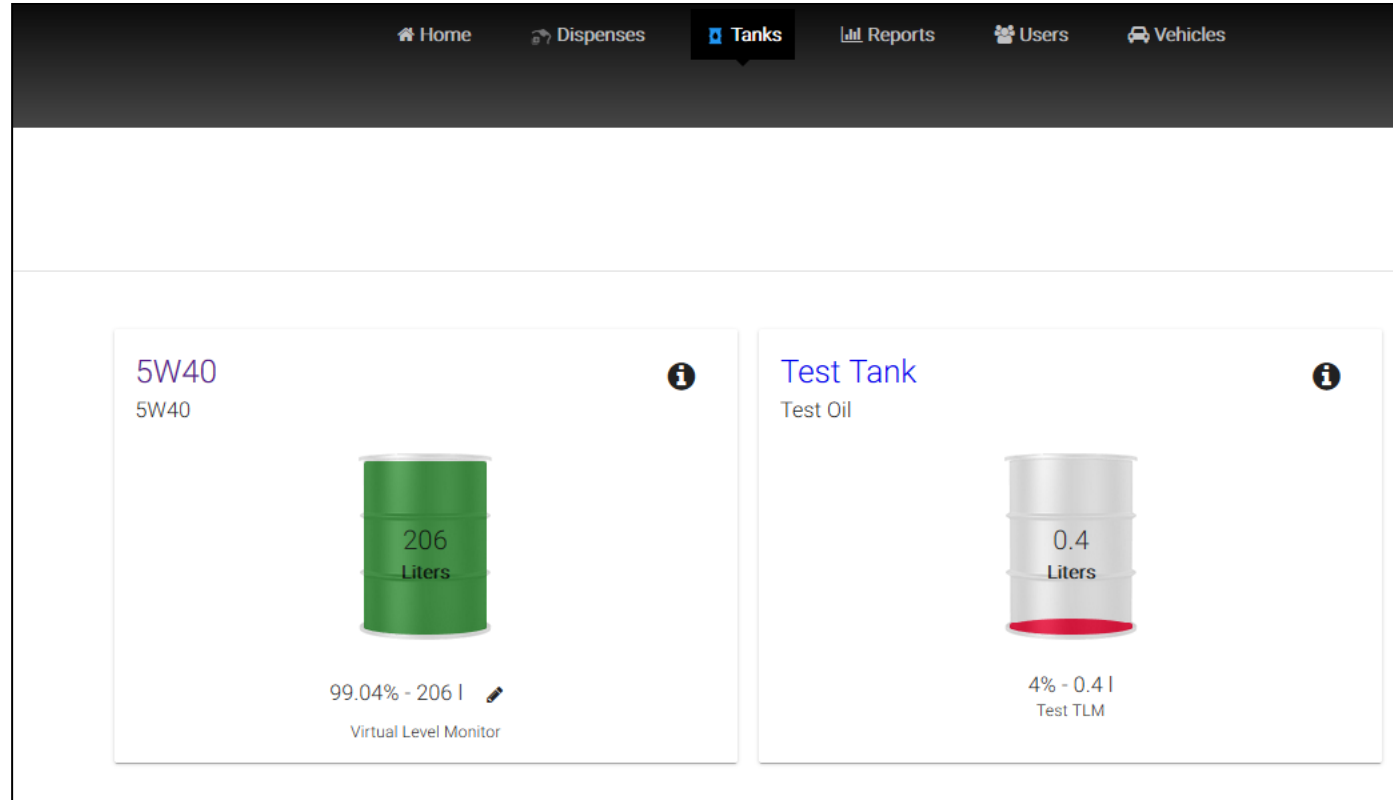 Home Dispenses Tanks Reports Users Vehicles
5W40
5W40
206
Liters
99.04% - 206 l
Virtual Level Monitor
Test Tank
Test Oil
0.4
Liters
4% - 0.4 l
Test TLM